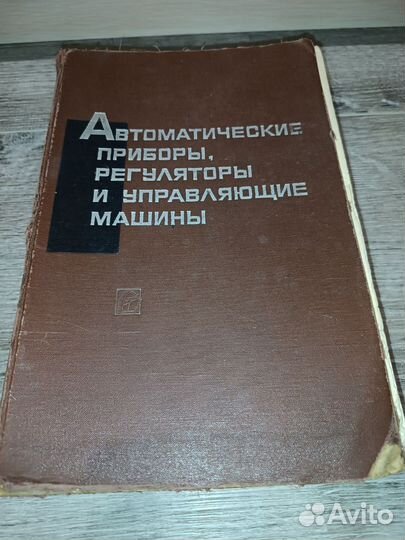 Автоматические
приборы,
регуляторы
и управляющие
машины
Avito